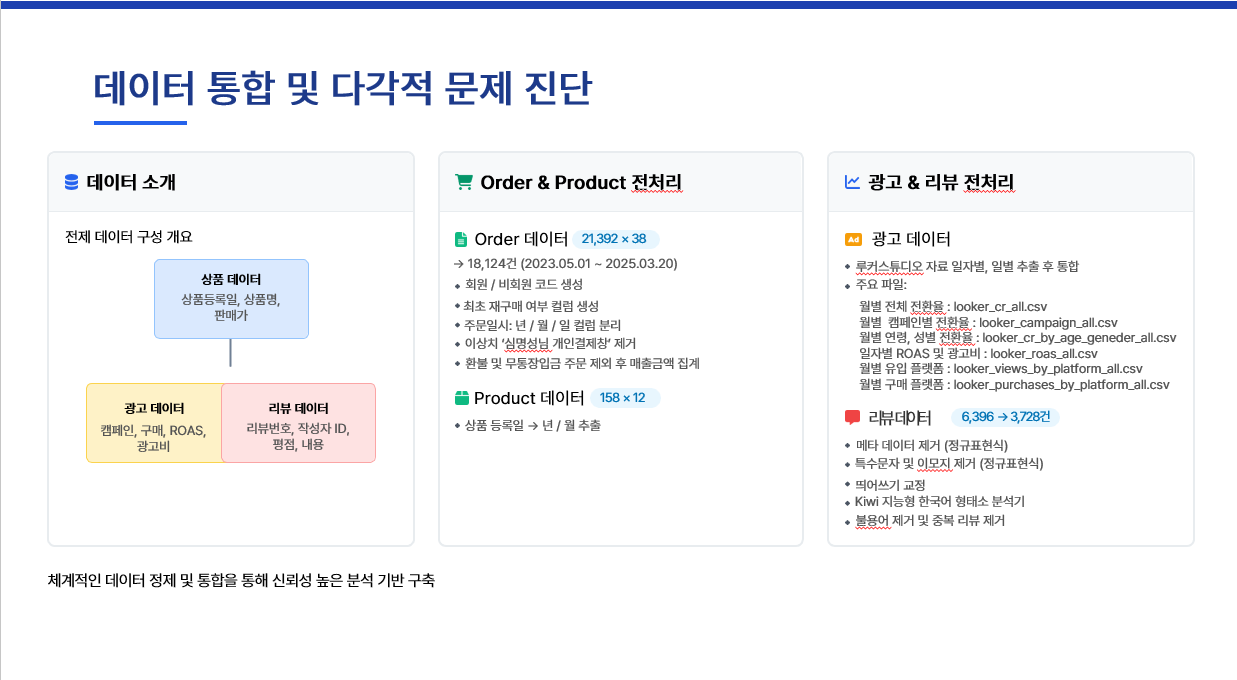 데이터 통합 및 다각적 문제 진단
데이터 소개
전제 데이터 구성 개요
상품 데이터
상품등록일, 상품명,
판매가
광고 데이터
캠페인, 구매, ROAS,
광고비
리뷰 데이터
리뷰번호, 작성자 ID,
평점, 내용
Order & Product 전처리
Order 데이터 21,392 × 38
→ 18,124건 (2023.05.01 ~ 2025.03.20)
회원 / 비회원 코드 생성
최초 재구매 여부 컬럼 생성
주문일시: 년 / 월 / 일 컬럼 분리
이상치 ‘심명성님 개인결제창’ 제거
환불 및 무통장입금 주문 제외 후 매출금액 집계
Product 데이터 158 × 12
상품 등록일 → 년 / 월 추출
광고 & 리뷰 전처리
Ad 광고 데이터
루커스튜디오 자료 일자별, 일별 추출 후 통합
주요 파일:
월별 전체 전환율 : looker_cr_all.csv
월별 캠페인별 전환율 : looker_campaign_all.csv
월별 연령, 성별 전환율 : looker_cr_by_age_geneder_all.csv
일자별 ROAS 및 광고비 : looker_roas_all.csv
월별 유입 플랫폼 : looker_views_by_platform_all.csv
월별 구매 플랫폼 : looker_purchases_by_platform_all.csv
리뷰데이터 6,396 → 3,728건
메타 데이터 제거 (정규표현식)
특수문자 및 이모지 제거 (정규표현식)
띄어쓰기 교정
Kiwi 지능형 한국어 형태소 분석기
불용어 제거 및 중복 리뷰 제거
체계적인 데이터 정제 및 통합을 통해 신뢰성 높은 분석 기반 구축